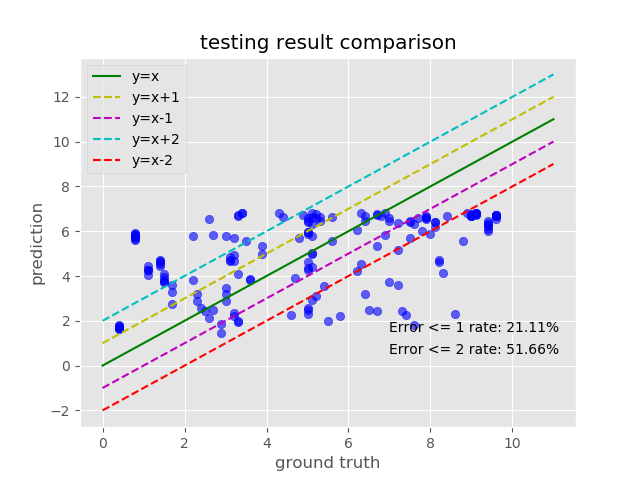 testing result comparison
y=x
y=x+1
y=x-1
y=x+2
y=x-2
12
10
8
6
4
2
0
−2
prediction
Error <= 1 rate: 21.11%
Error <= 2 rate: 51.66%
0 2 4 6 8 10
ground truth